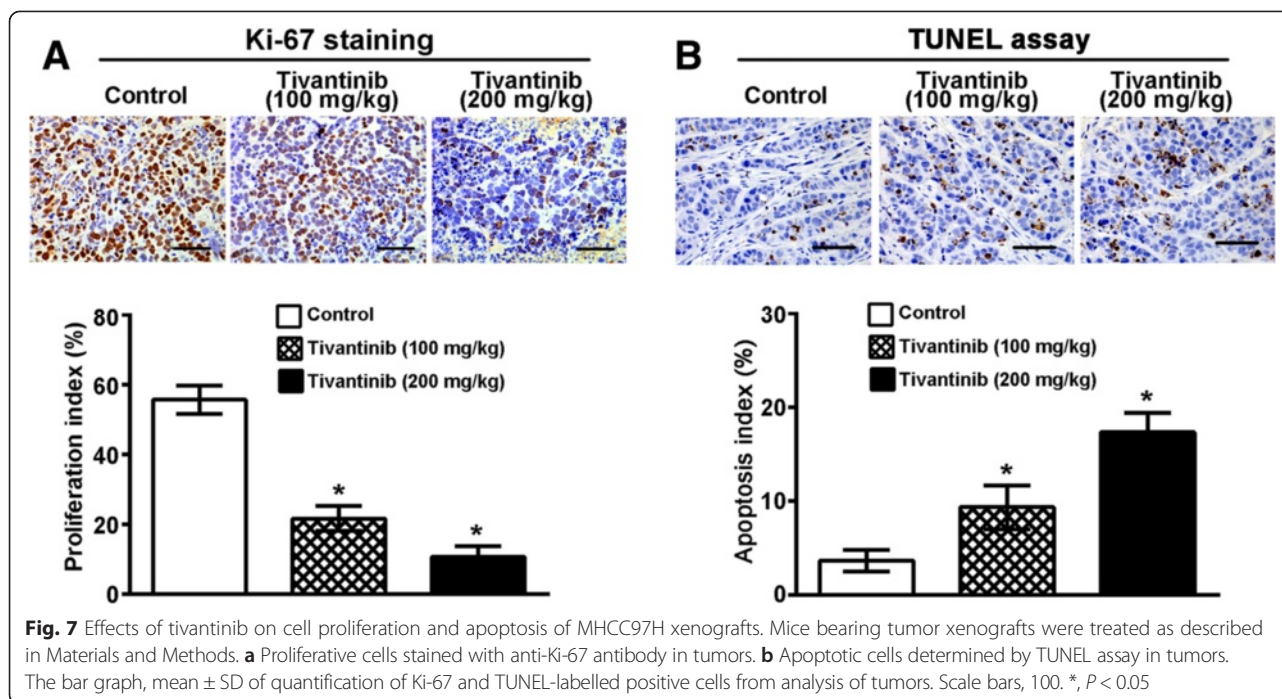 A
Ki-67 staining
Control
Tivantinib
(100 mg/kg)
Tivantinib
(200 mg/kg)
Proliferation index (%)
80
60
40
20
0
Control
Tivantinib (100 mg/kg)
Tivantinib (200 mg/kg)
*
*
B
TUNEL assay
Control
Tivantinib
(100 mg/kg)
Tivantinib
(200 mg/kg)
Apoptosis index (%)
30
20
10
0
Control
Tivantinib (100 mg/kg)
Tivantinib (200 mg/kg)
*
*
Fig. 7 Effects of tivantinib on cell proliferation and apoptosis of MHCC97H xenografts. Mice bearing tumor xenografts were treated as described
in Materials and Methods. a Proliferative cells stained with anti-Ki-67 antibody in tumors. b Apoptotic cells determined by TUNEL assay in tumors.
The bar graph, mean ± SD of quantification of Ki-67 and TUNEL-labelled positive cells from analysis of tumors. Scale bars, 100. *, P < 0.05